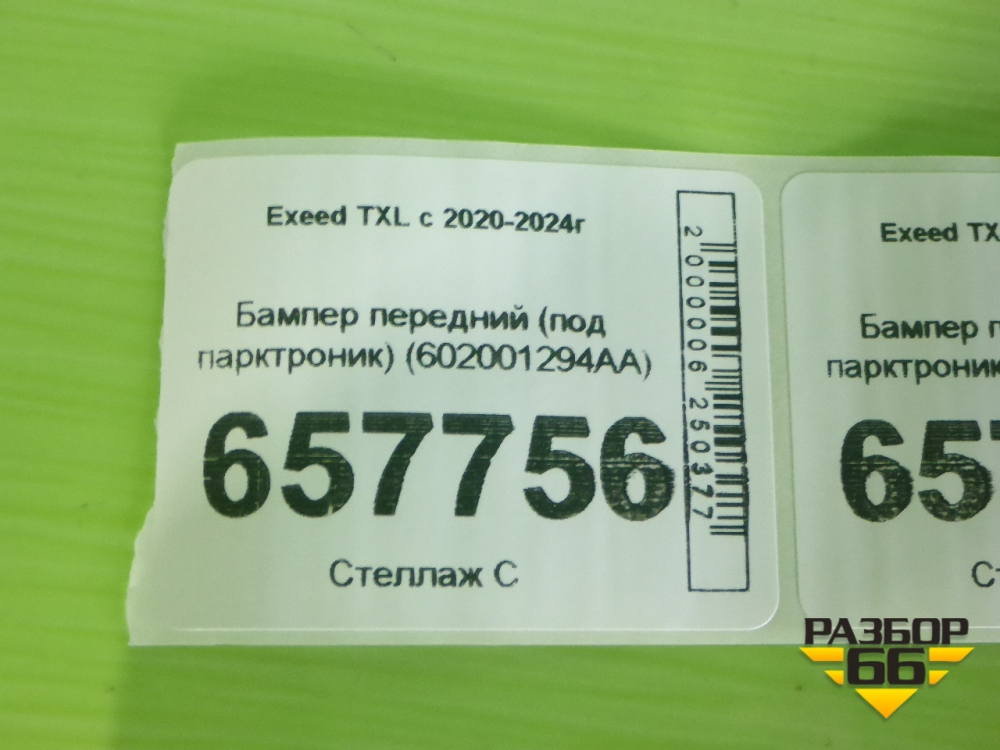 Exeed TXL с 2020-2024г
Бампер передний (под
парктроник) (602001294AA)
657756
Стеллаж С
2000006250377
Exeed TX
Бампер п
парктроник
657
Ст
РАЗБОР
66